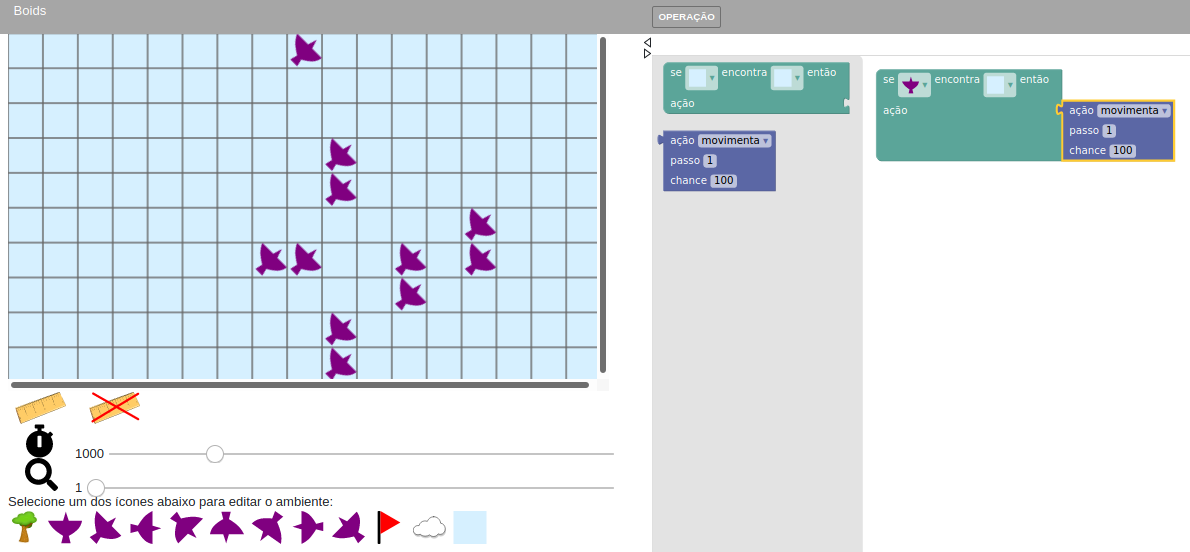 Boids
OPERAÇÃO
se encontra então
ação
ação movimenta
passo 1
chance 100
se encontra então
ação
ação movimenta
passo 1
chance 100
1000
1
Selecione um dos ícones abaixo para editar o ambiente: